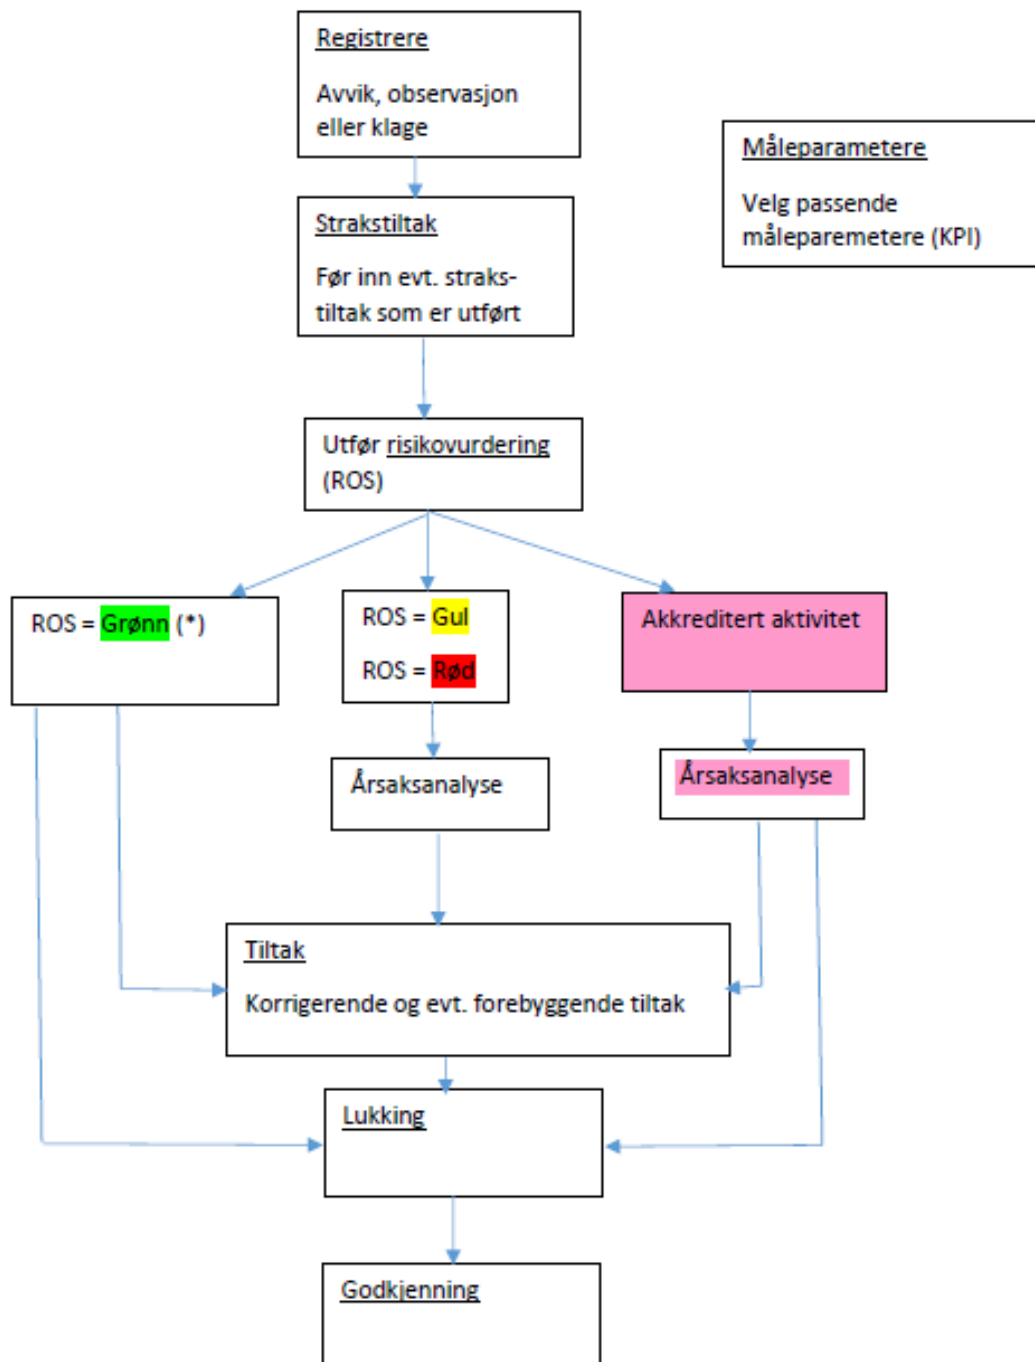 Registrere
Avvik, observasjon
eller klage
Måleparametere
Velg passende
måleparemetere (KPI)
Strakstiltak
Før inn evt. straks-
tiltak som er utført
Utfør risikovurdering
(ROS)
ROS = Grønn (*)
ROS = Gul
ROS = Rød
Akkreditert aktivitet
Årsaksanalyse
Årsaksanalyse
Tiltak
Korrigerende og evt. forebyggende tiltak
Lukking
Godkjenning